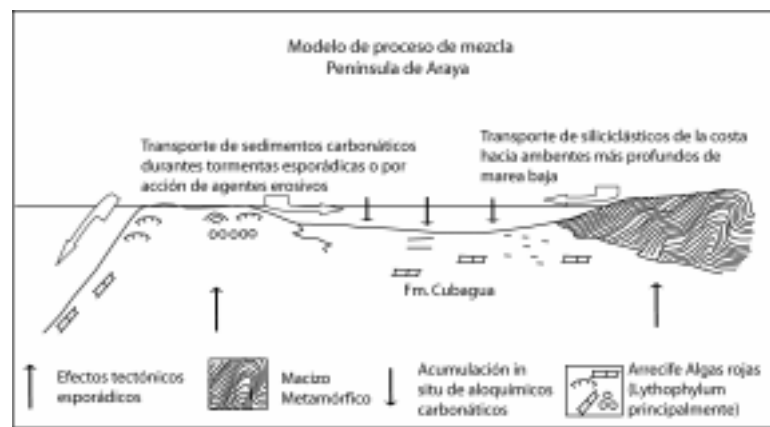 Modelo de proceso de mezcla
Península de Araya
Transporte de sedimentos carbonáticos
durantes tormentas esporádicas o por
acción de agentes erosivos
Transporte de siliciclásticos de la costa
hacia ambentes más profundos de
marea baja
Fm. Cubagua
Efectos tectónicos
esporádicos
Macizo
Metamórfico
Acumulación in
situ de aloquímicos
carbonáticos
Arrecife Algas rojas
(Lythophylum
principalmente)